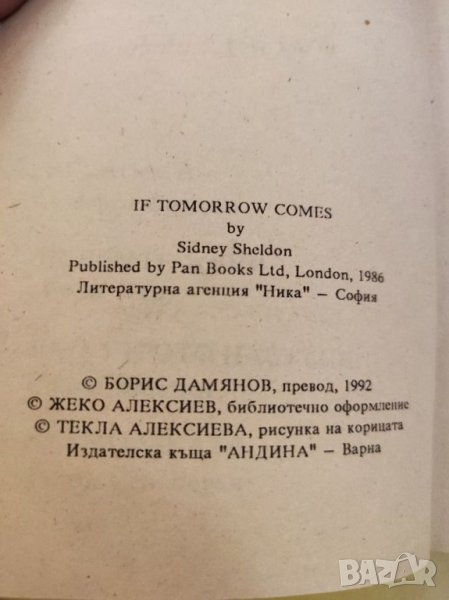 IF TOMORROW COMES
by
Sidney Sheldon
Published by Pan Books Ltd, London, 1986
Литературна агенция "Ника" – София
© БОРИС ДАМЯНОВ, превод, 1992
© ЖЕКО АЛЕКСИЕВ, библиотечно оформление
© ТЕКЛА АЛЕКСИЕВА, рисунка на корицата
Издателска къща "АНДИНА" – Варна
BAZAR